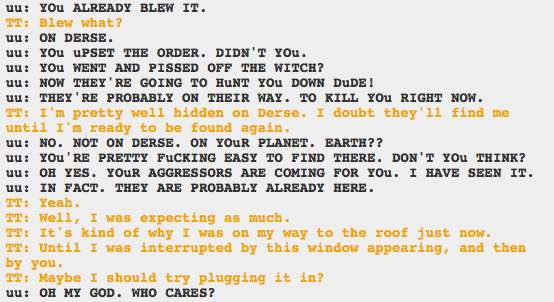 uu: YOu ALREADY BLEW IT.
TT: Blew what?
uu: ON DERSE.
uu: YOu uPSET THE ORDER. DIDN'T YOu.
uu: YOu WENT AND PISSED OFF THE WITCH?
uu: NOW THEY'RE GOING TO HuNT YOu DOWN DuDE!
uu: THEY'RE PROBABLY ON THEIR WAY. TO KILL YOu RIGHT NOW.
TT: I'm pretty well hidden on Derse. I doubt they'll find me
until I'm ready to be found again.
uu: NO. NOT ON DERSE. ON YOuR PLANET. EARTH??
uu: YOu'RE PRETTY FuCKING EASY TO FIND THERE. DON'T YOu THINK?
uu: OH YES. YOuR AGGRESSORS ARE COMING FOR YOu. I HAVE SEEN IT.
uu: IN FACT. THEY ARE PROBABLY ALREADY HERE.
TT: Yeah.
TT: Well, I was expecting as much.
TT: It's kind of why I was on my way to the roof just now.
TT: Until I was interrupted by this window appearing, and then
by you.
TT: Maybe I should try plugging it in?
uu: OH MY GOD. WHO CARES?